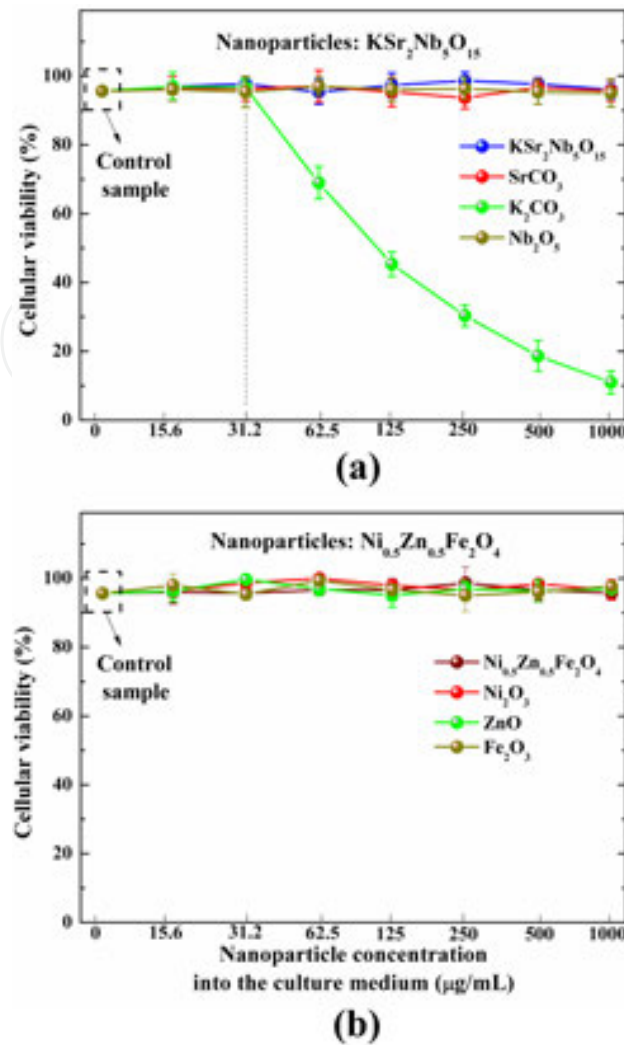 Nanoparticles: KSr₂Nb₅O₁₅
100
80
60
40
20
0
Cellular viability (%)
Control
sample
KSr₂Nb₅O₁₅
SrCO₃
K₂CO₃
Nb₂O₅
0 15.6 31.2 62.5 125 250 500 1000
(a)
Nanoparticles: Ni₀.₅Zn₀.₅Fe₂O₄
100
80
60
40
20
0
Cellular viability (%)
Control
sample
Ni₀.₅Zn₀.₅Fe₂O₄
Ni₂O₃
ZnO
Fe₂O₃
0 15.6 31.2 62.5 125 250 500 1000
Nanoparticle concentration
into the culture medium (μg/mL)
(b)